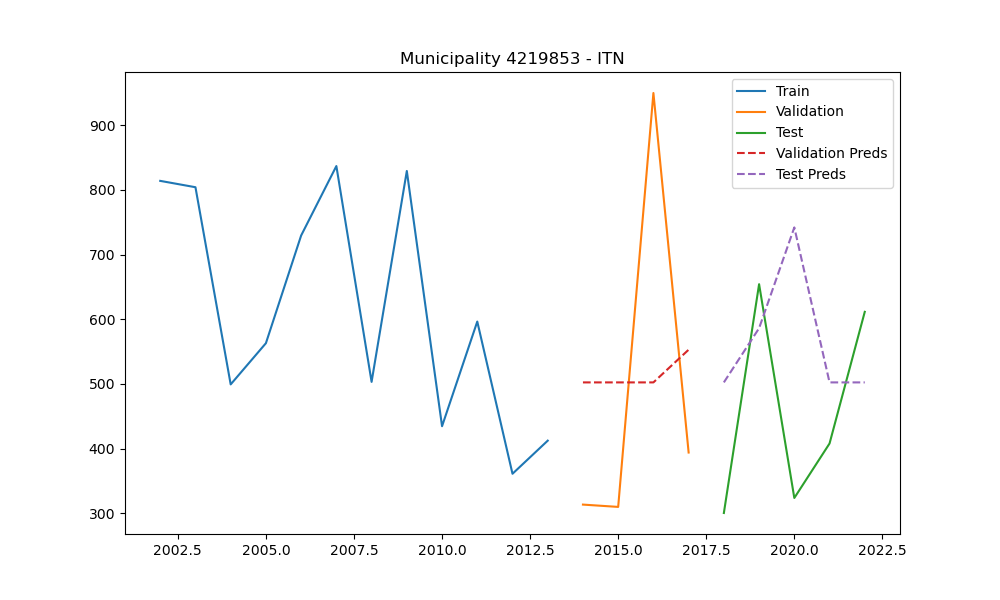 Municipality 4219853 - ITN
Train
Validation
Test
Validation Preds
Test Preds
900
800
700
600
500
400
300
2002.5 2005.0 2007.5 2010.0 2012.5 2015.0 2017.5 2020.0 2022.5